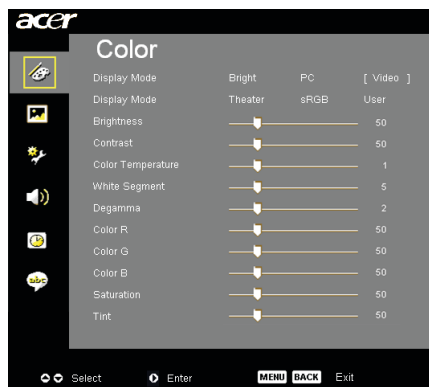 acer
Color
Display Mode Bright PC [ Video ]
Display Mode Theater sRGB User
Brightness 50
Contrast 50
Color Temperature 1
White Segment 5
Degamma 2
Color R 50
Color G 50
Color B 50
Saturation 50
Tint 50
abc
Select Enter MENU BACK Exit